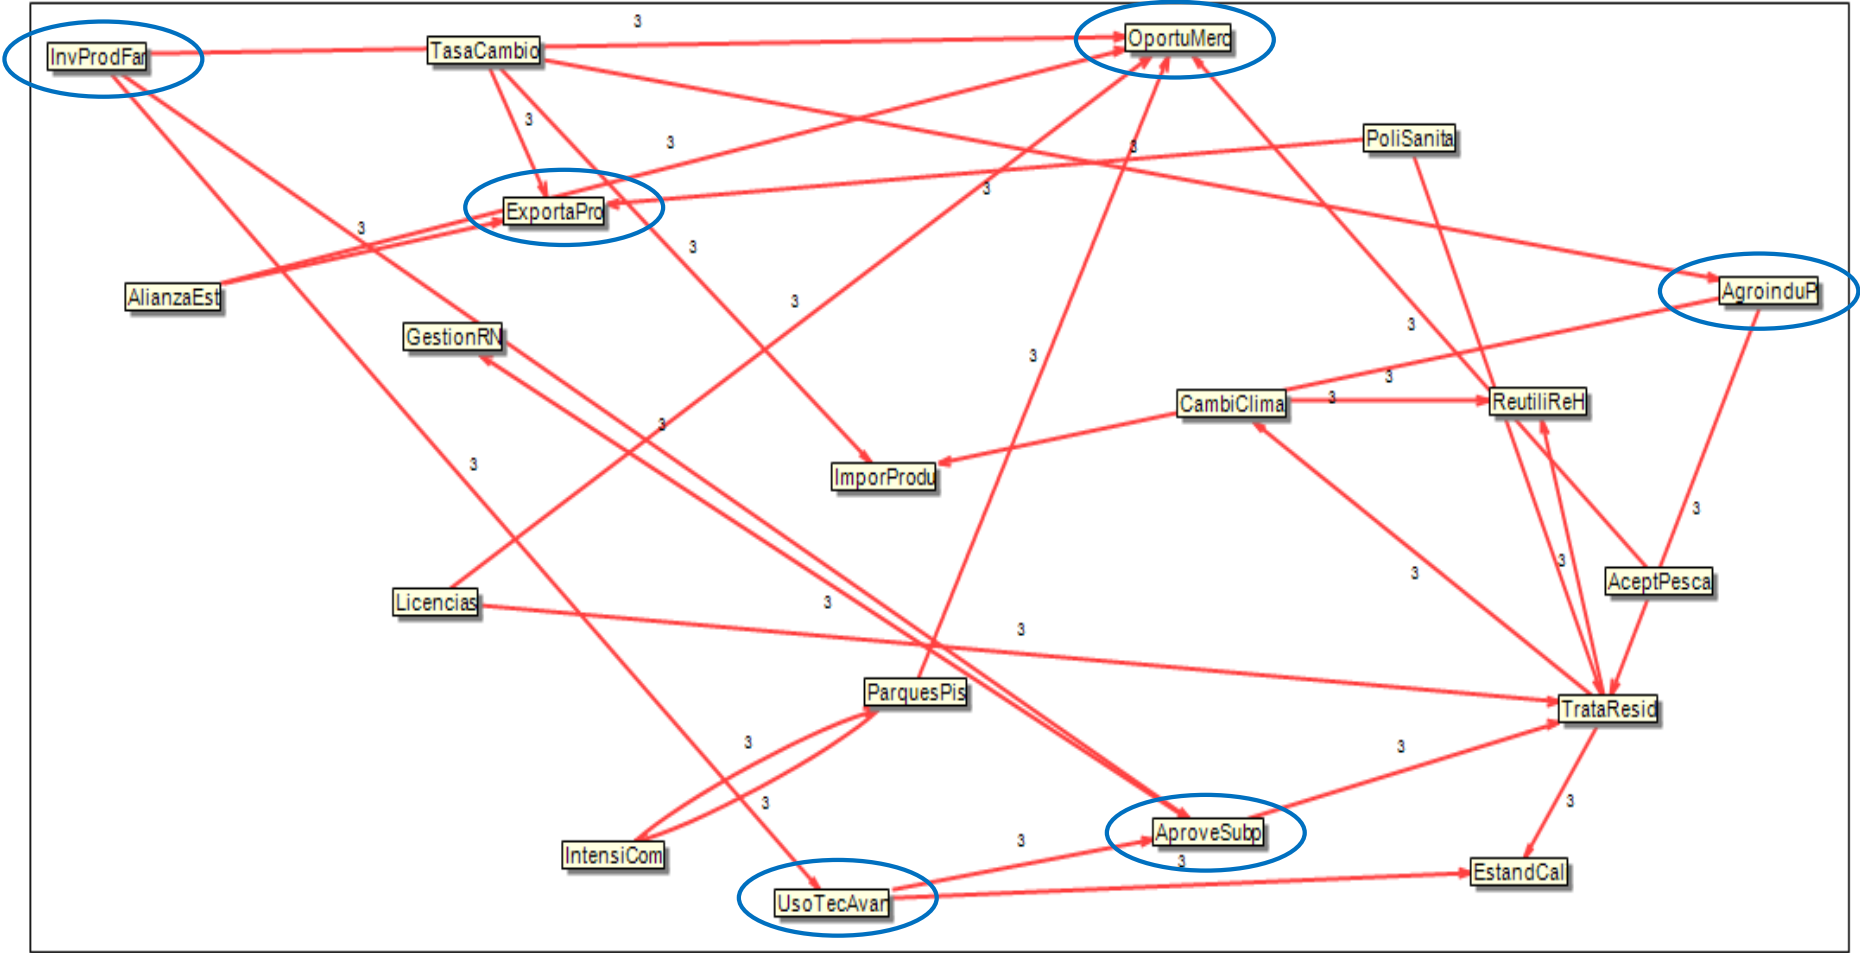 3
InvProdFar
TasaCambio
OportuMerc
3
PoliSanita
3
3
3
ExportaPro
3
3
AlianzaEst
AgroinduP
3
GestionRN
3
3
3
CambiClima
3
ReutiliReH
3
3
ImporProdu
3
3
3
AceptPesca
Licencias
3
3
ParquesPis
TrataResid
3
3
3
3
AproveSubp
3
IntensiCom
3
EstandCal
UsoTecAvan